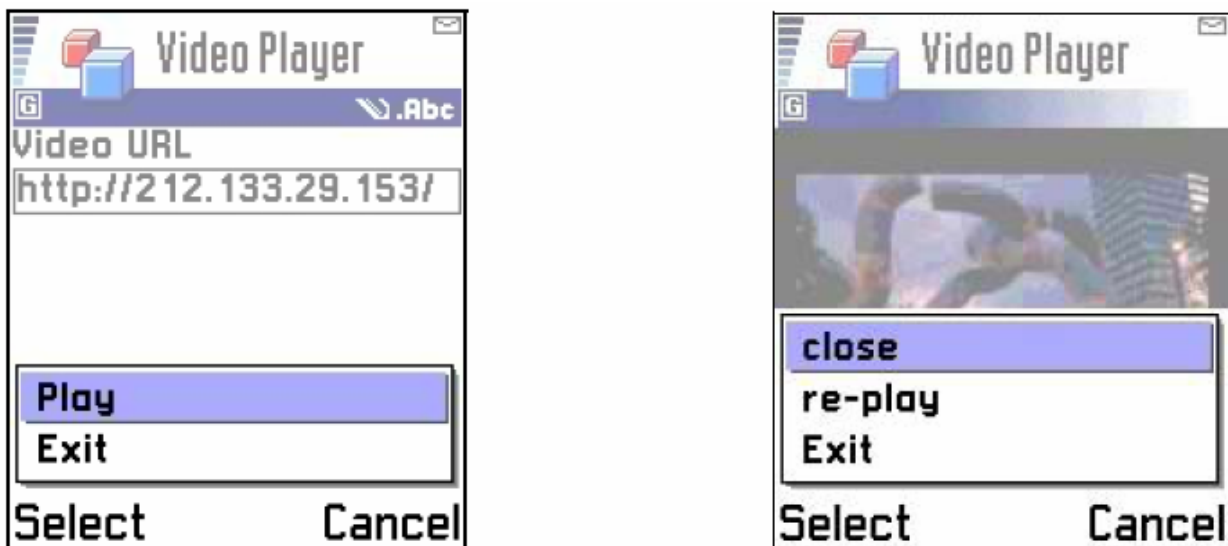 Video Player
G
.Abc
Video URL
http://212.133.29.153/
Play
Exit
Select Cancel
Video Player
G
close
re-play
Exit
Select Cancel